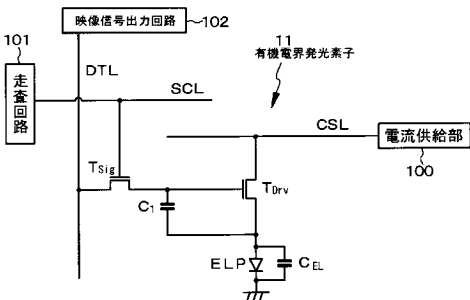 映像信号出力回路
102
101
走査回路
DTL
SCL
11
有機電界発光素子
CSL
電流供給部
100
TSig
TDrv
C1
ELP
CEL